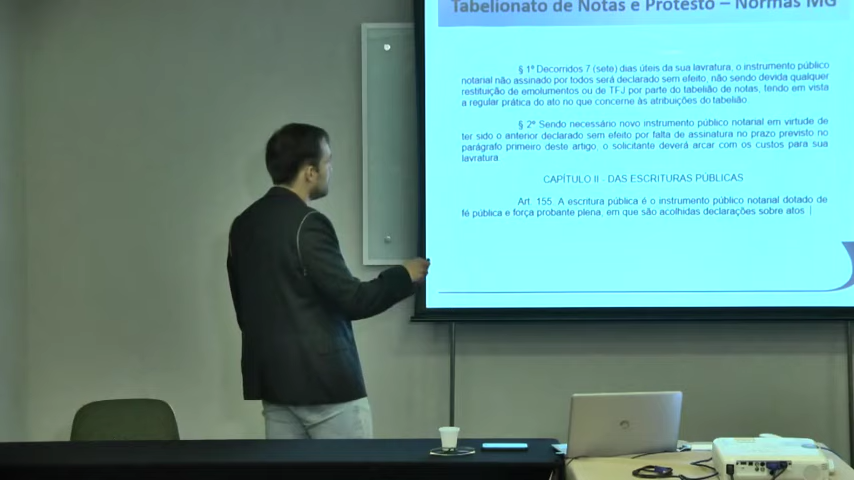 Tabelionato de Notas e Protesto – Normas MG
§ 1º Decorridos 7 (sete) dias úteis da sua lavratura, o instrumento público
notarial não assinado por todos será declarado sem efeito, não sendo devida qualquer
restituição de emolumentos ou de TFJ por parte do tabelião de notas, tendo em vista
a regular prática do ato no que concerne às atribuições do tabelião.
§ 2º Sendo necessário novo instrumento público notarial em virtude de
ter sido o anterior declarado sem efeito por falta de assinatura no prazo previsto no
parágrafo primeiro deste artigo, o solicitante deverá arcar com os custos para sua
lavratura.
CAPÍTULO II - DAS ESCRITURAS PÚBLICAS
Art. 155. A escritura pública é o instrumento público notarial dotado de
fé pública e força probante plena, em que são acolhidas declarações sobre atos